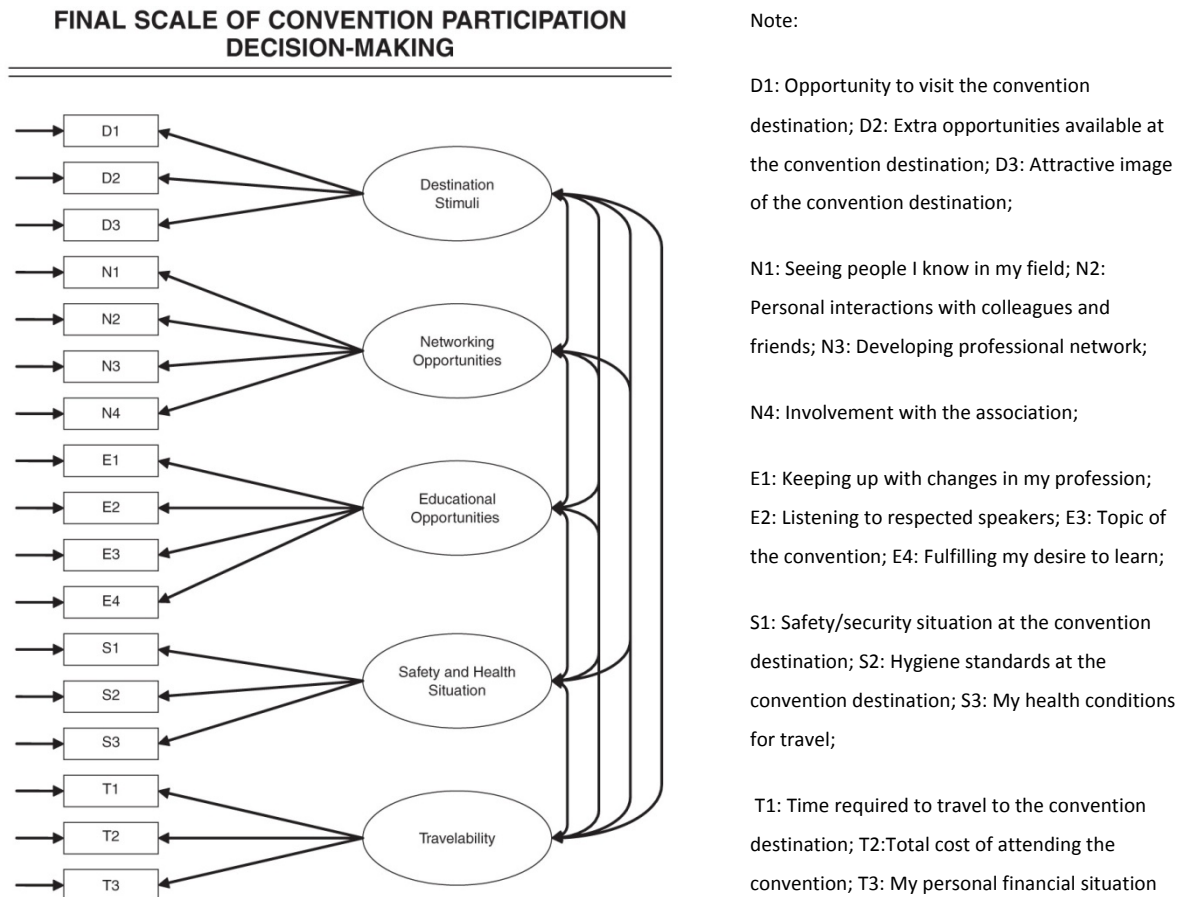 FINAL SCALE OF CONVENTION PARTICIPATION
DECISION-MAKING
D1
D2
D3
N1
N2
N3
N4
E1
E2
E3
E4
S1
S2
S3
T1
T2
T3
Destination
Stimuli
Networking
Opportunities
Educational
Opportunities
Safety and Health
Situation
Travelability
Note:
D1: Opportunity to visit the convention
destination; D2: Extra opportunities available at
the convention destination; D3: Attractive image
of the convention destination;
N1: Seeing people I know in my field; N2:
Personal interactions with colleagues and
friends; N3: Developing professional network;
N4: Involvement with the association;
E1: Keeping up with changes in my profession;
E2: Listening to respected speakers; E3: Topic of
the convention; E4: Fulfilling my desire to learn;
S1: Safety/security situation at the convention
destination; S2: Hygiene standards at the
convention destination; S3: My health conditions
for travel;
T1: Time required to travel to the convention
destination; T2:Total cost of attending the
convention; T3: My personal financial situation